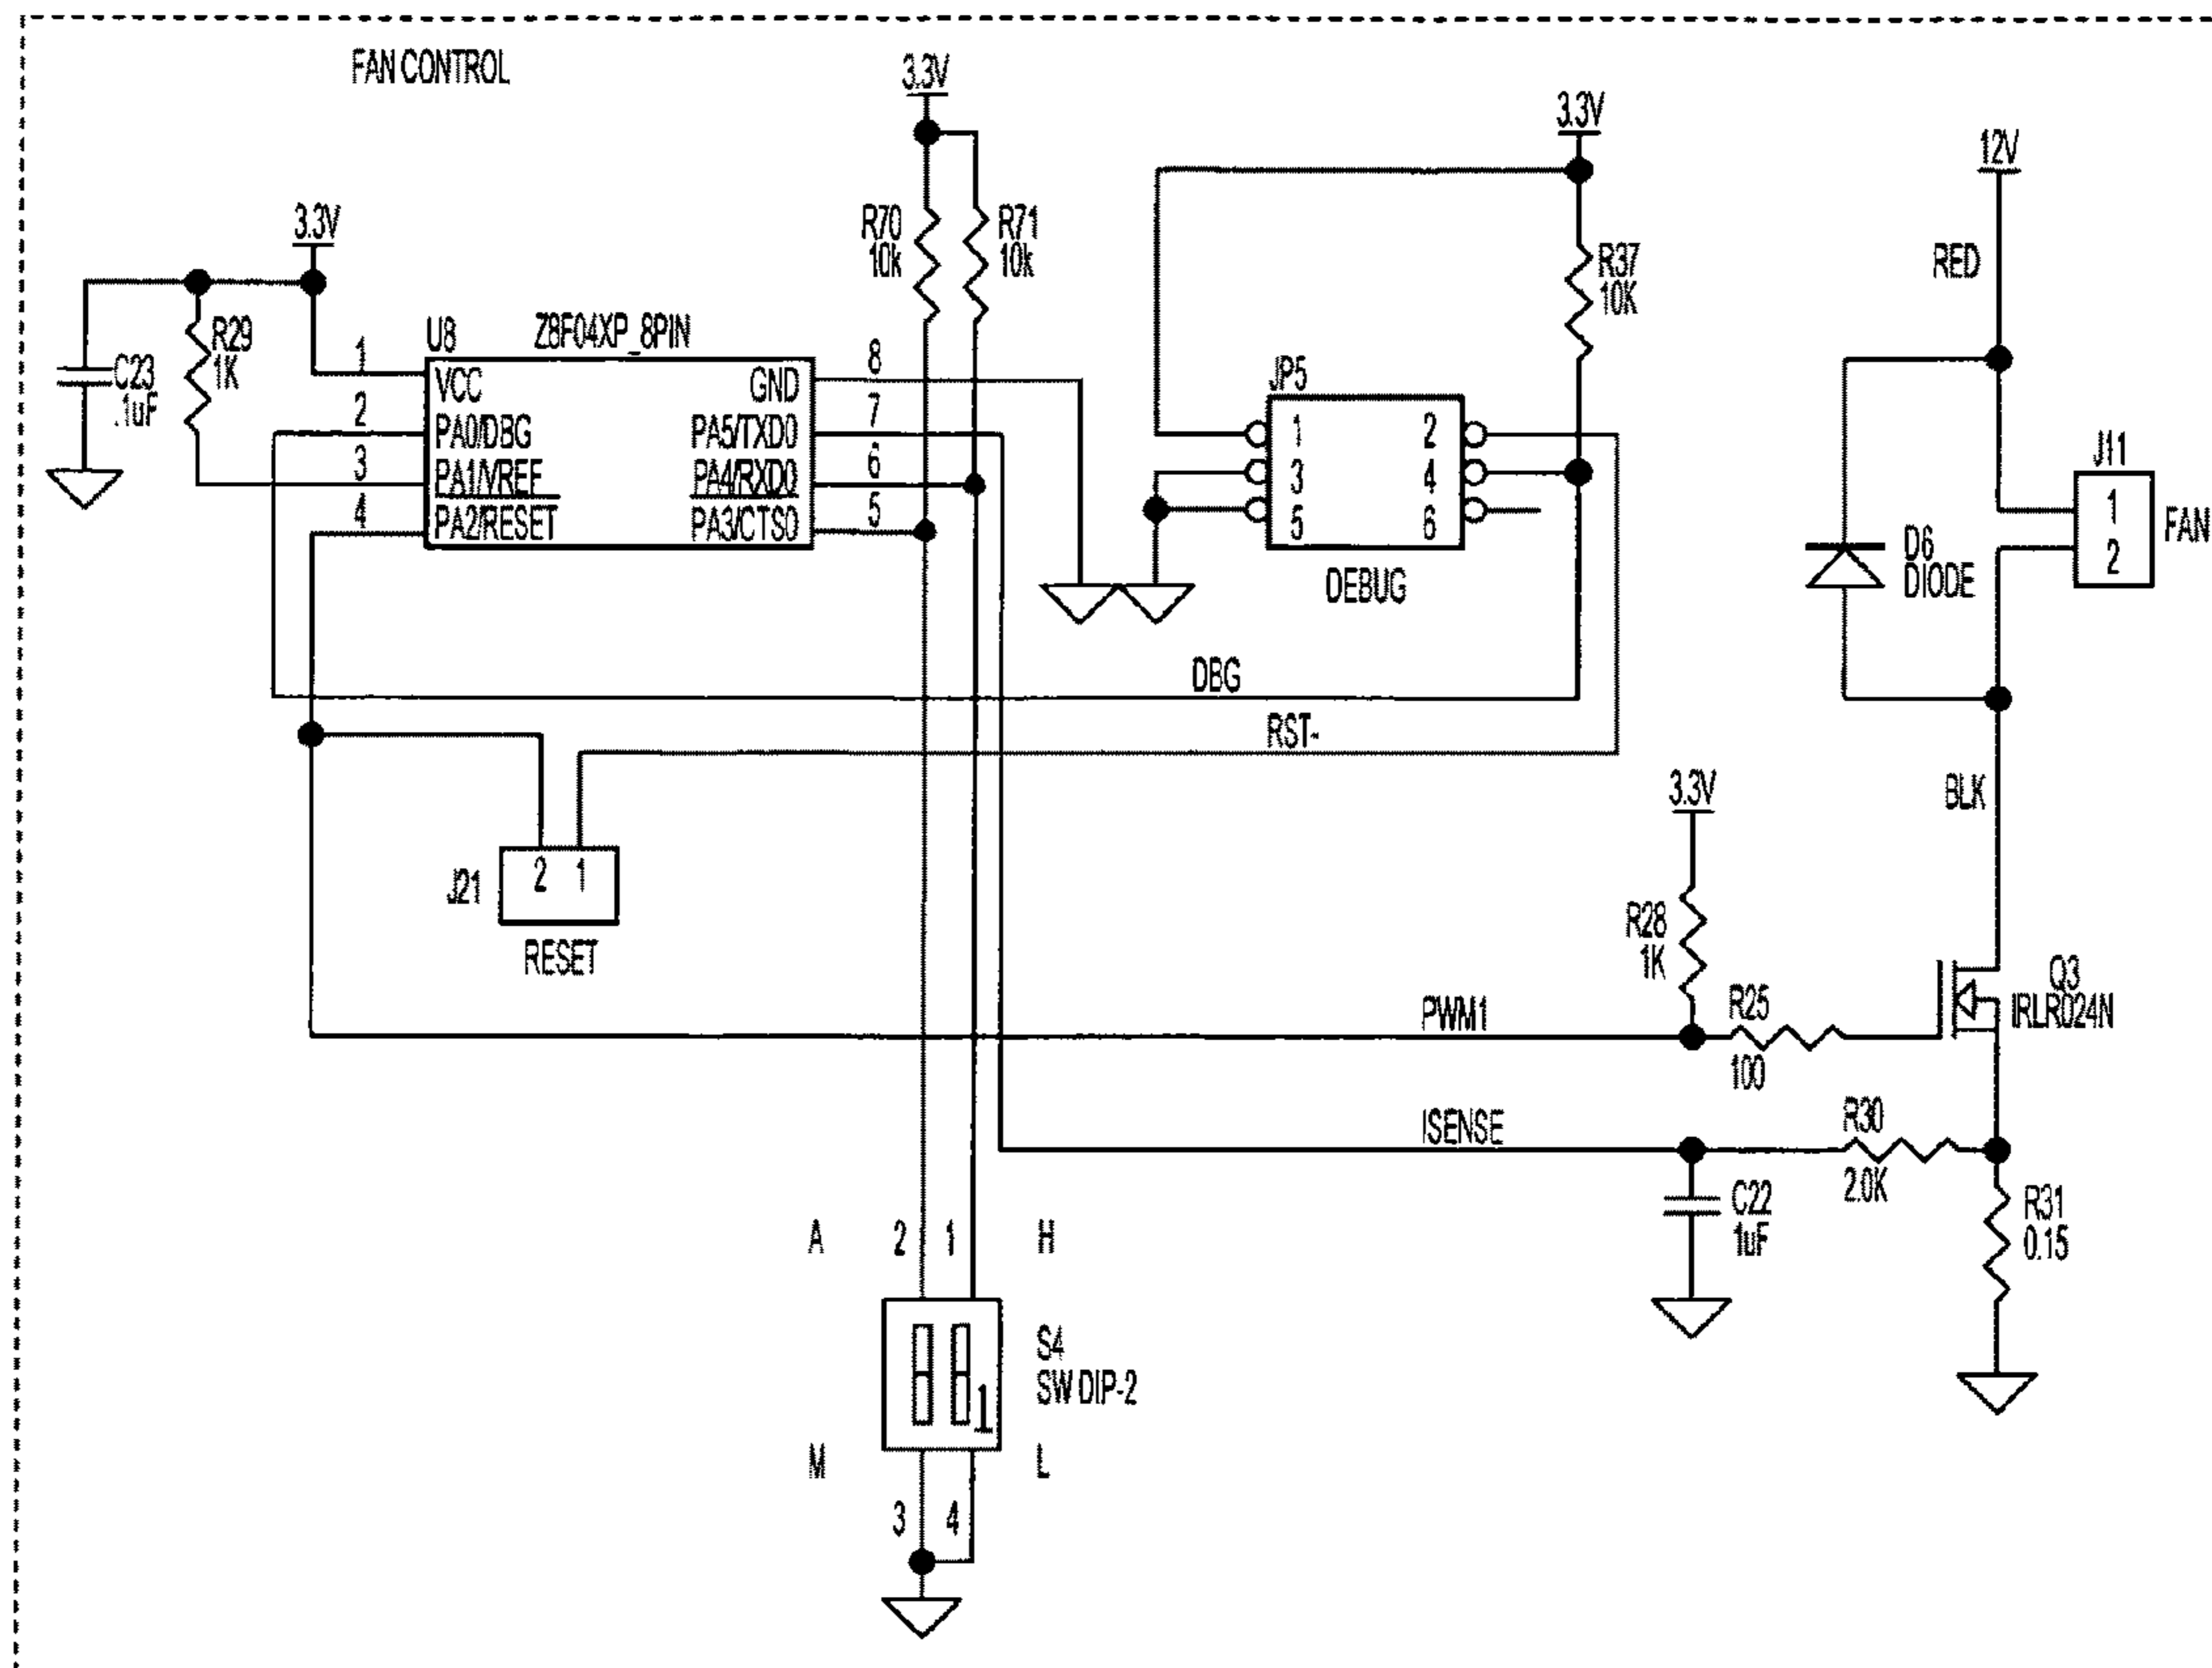 FAN CONTROL
3.3V
3.3V
12V
3.3V
R70
10k
R71
10k
R37
10K
RED
C23
.1uF
R29
1K
U8
Z8F04XP_8PIN
1
2
3
4
VCC
PA0/DBG
PA1/VREF
PA2/RESET
GND
PA5/TXD0
PA4/RXD0
PA3/CTS0
8
7
6
5
JP5
1
3
5
2
4
6
DEBUG
J11
1
2
FAN
D6
DIODE
DBG
RST-
BLK
J21
2 1
RESET
3.3V
R28
1K
PWM1
R25
100
Q3
IRLR024N
ISENSE
R30
2.0K
C22
1uF
R31
0.15
A 2 1 H
1
S4
SW DIP-2
M L
3 4